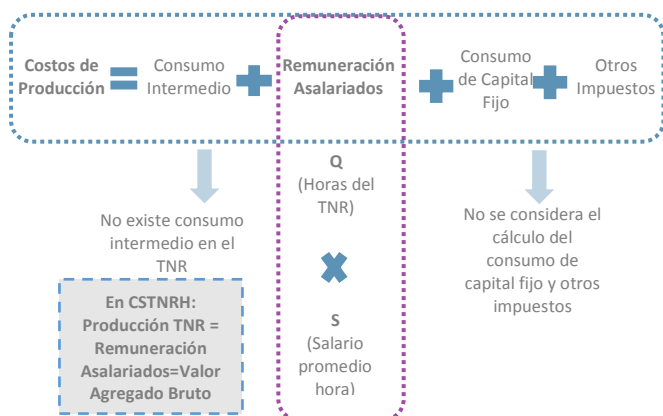 Costos de
Producción
Consumo
Intermedio
Remuneración
Asalariados
Consumo
de Capital
Fijo
Otros
Impuestos
No existe consumo
intermedio en el
TNR
En CSTNRH:
Producción TNR =
Remuneración
Asalariados=Valor
Agregado Bruto
Q
(Horas del
TNR)
S
(Salario
promedio
hora)
No se considera el
cálculo del
consumo de
capital fijo y otros
impuestos